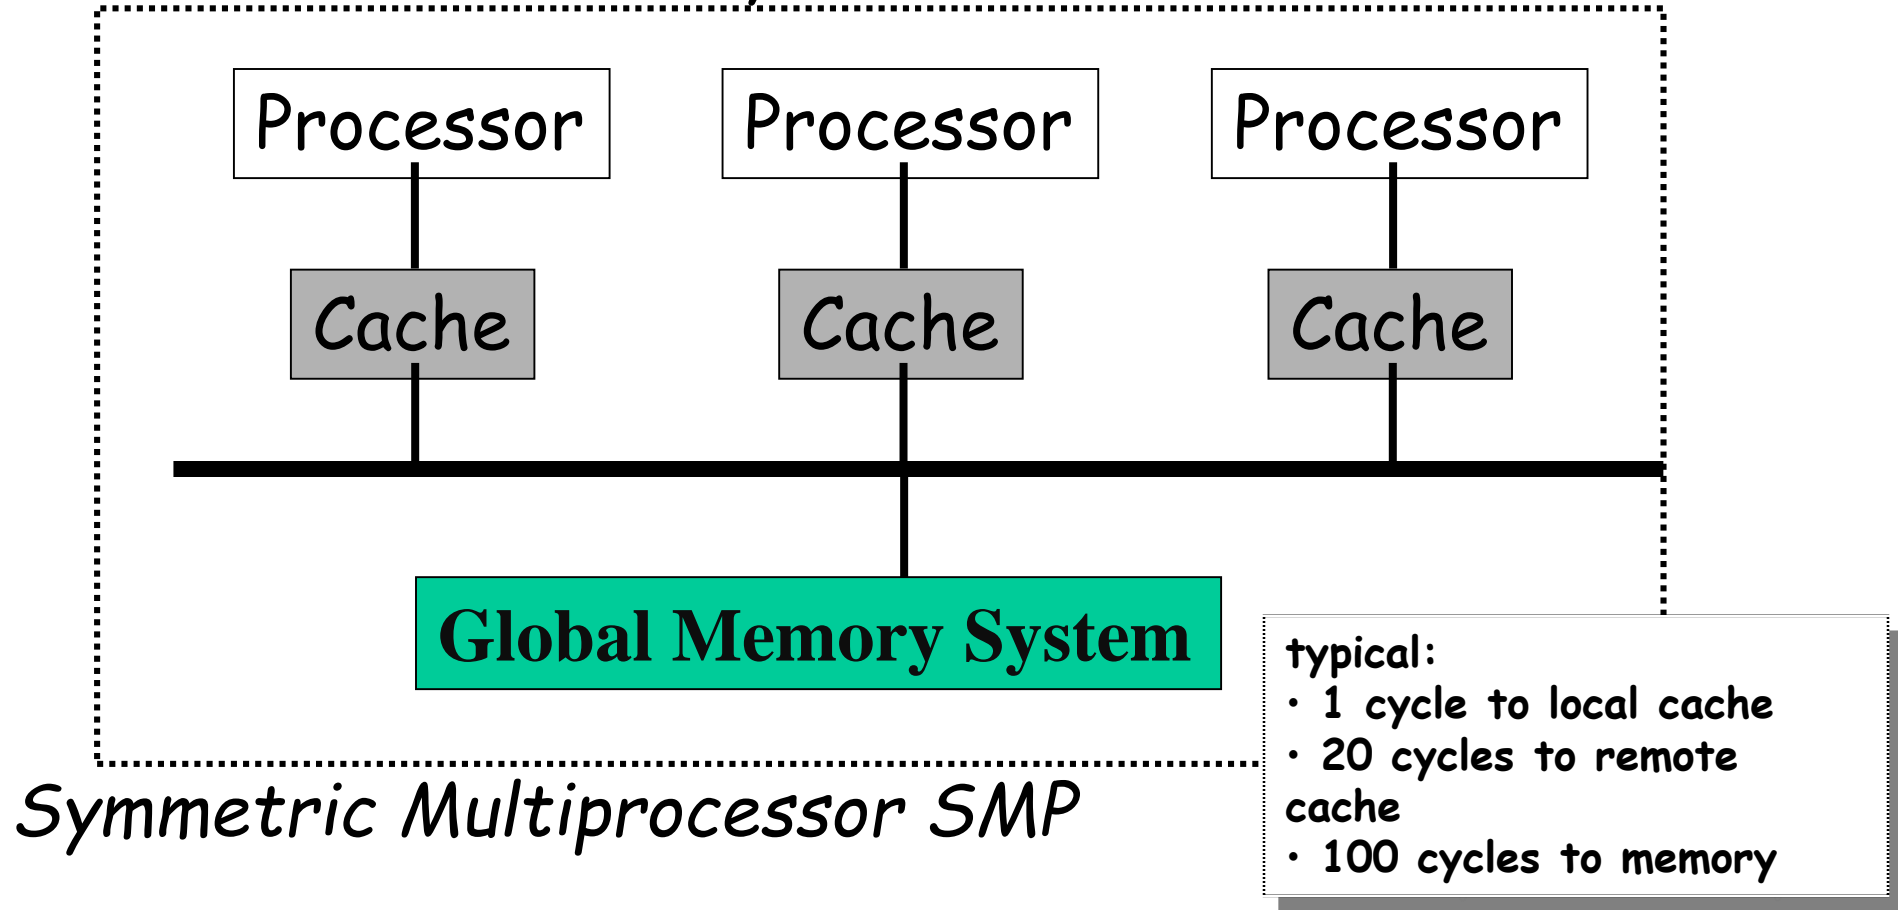 Processor Processor Processor
Cache Cache Cache
Global Memory System
typical:
• 1 cycle to local cache
• 20 cycles to remote
cache
• 100 cycles to memory
Symmetric Multiprocessor SMP